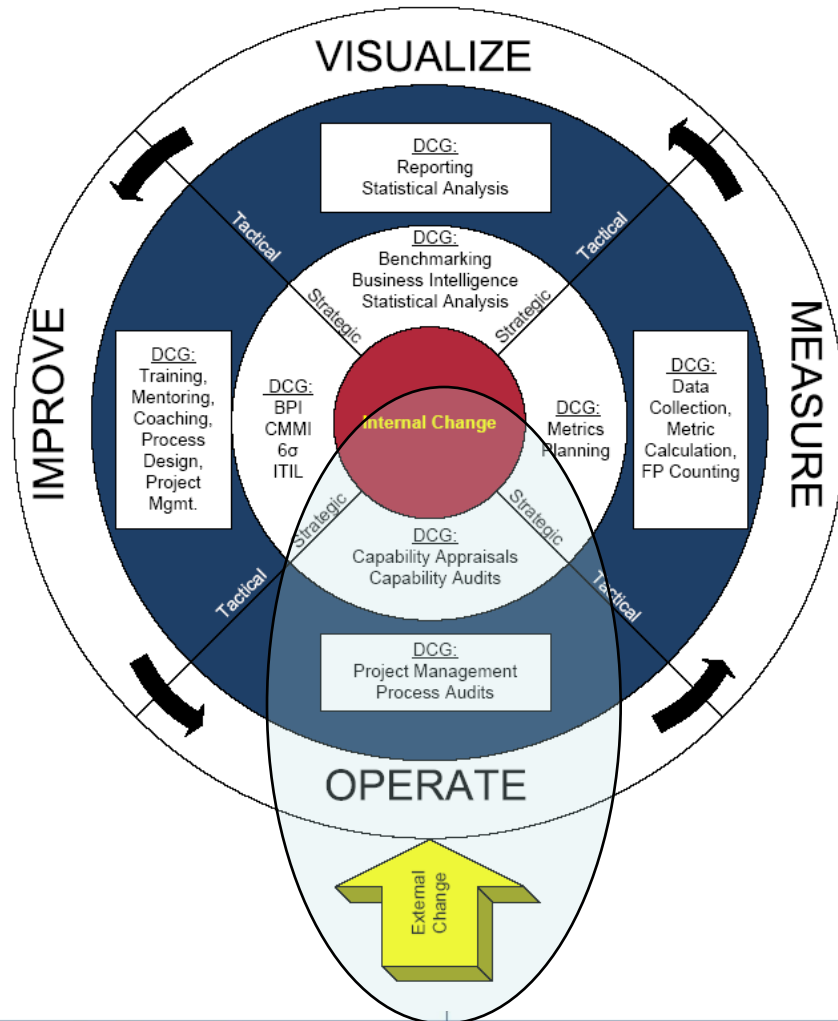 VISUALIZE
DCG:
Reporting
Statistical Analysis
Tactical
Tactical
DCG:
Benchmarking
Business Intelligence
Statistical Analysis
Strategic
Strategic
IMPROVE
DCG:
Training,
Mentoring,
Coaching,
Process
Design,
Project
Mgmt.
DCG:
BPI
CMMI
6σ
ITIL
Internal Change
DCG:
Metrics
Planning
DCG:
Data
Collection,
Metric
Calculation,
FP Counting
MEASURE
Strategic
Strategic
DCG:
Capability Appraisals
Capability Audits
Tactical
Tactical
DCG:
Project Management
Process Audits
OPERATE
External
Change